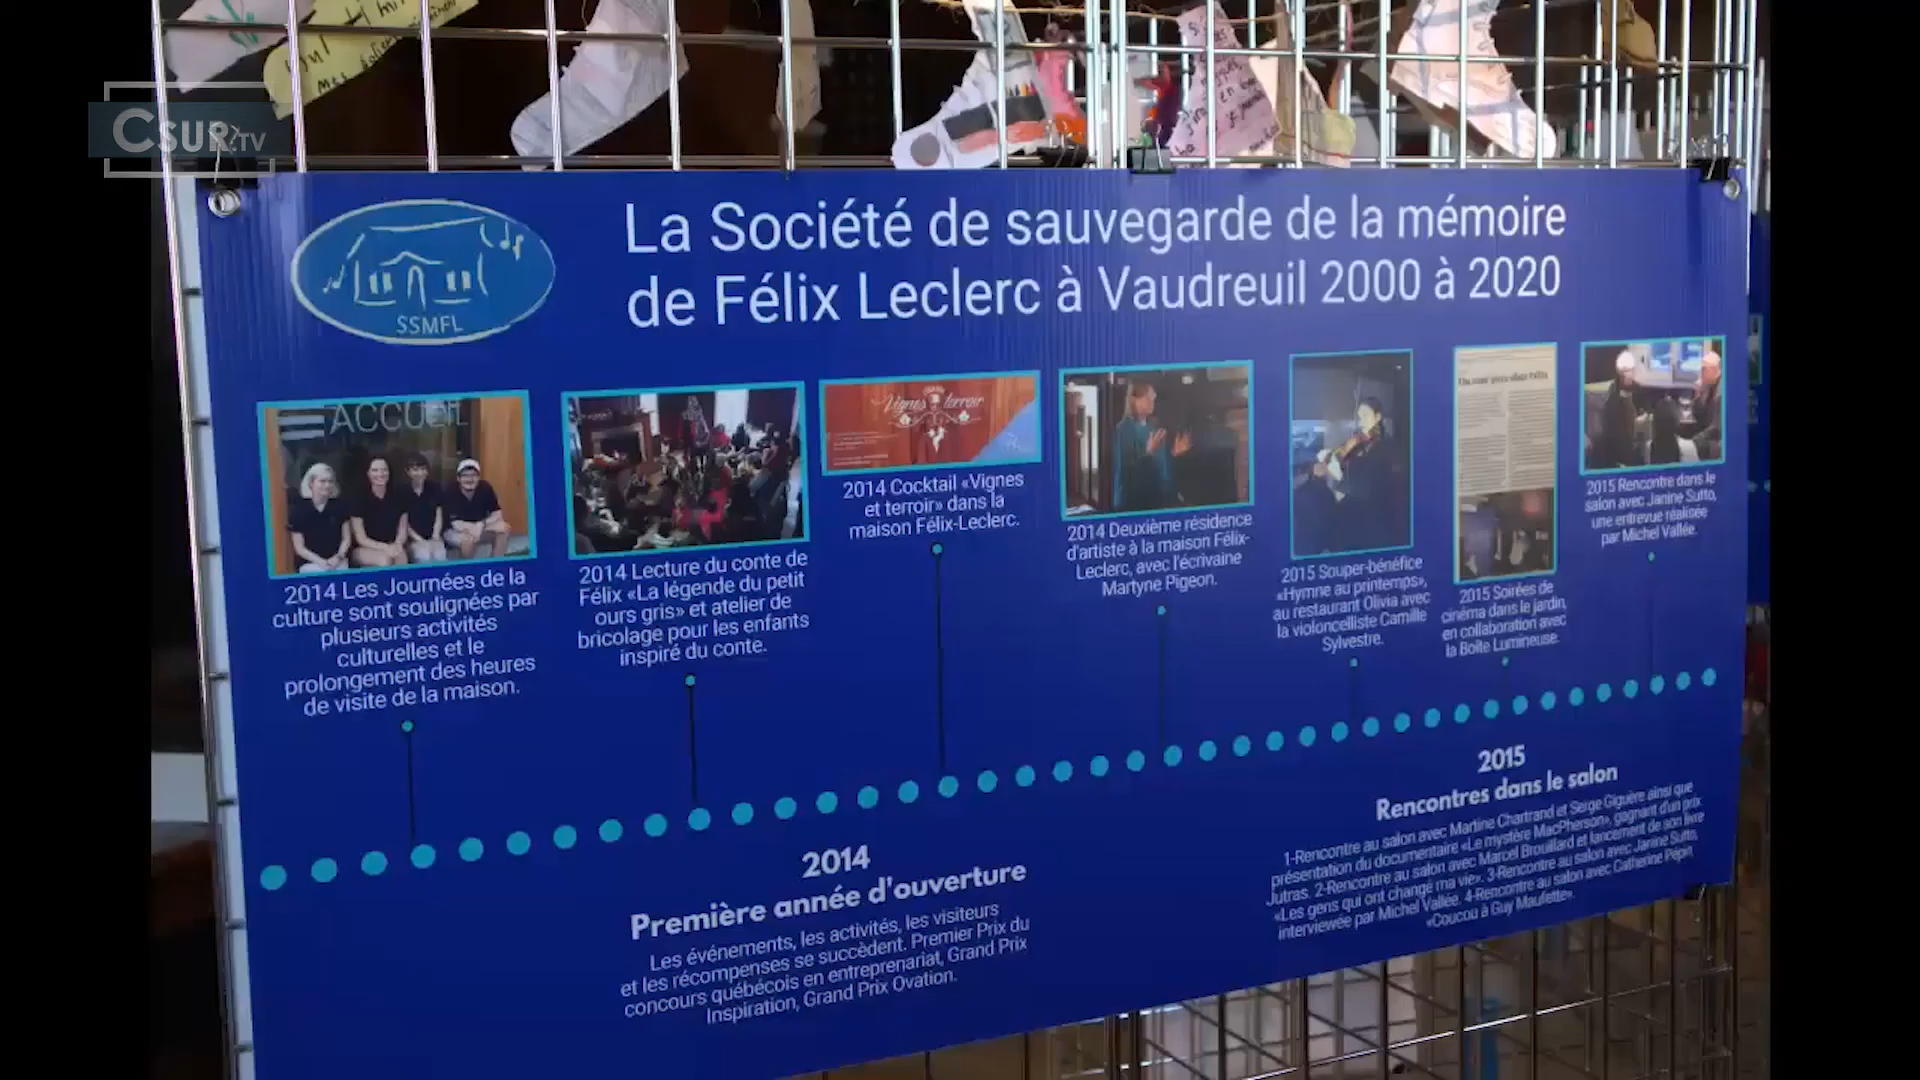 CSUR.TV
La Société de sauvegarde de la mémoire
de Félix Leclerc à Vaudreuil 2000 à 2020
SSMFL
ACCUEIL
2014 Les Journées de la
culture sont soulignées par
plusieurs activités
culturelles et le
prolongement des heures
de visite de la maison.
2014 Lecture du conte de
Félix «La légende du petit
ours gris» et atelier de
bricolage pour les enfants
inspiré du conte.
Vignes terroir
2014 Cocktail «Vignes
et terroir» dans la
maison Félix-Leclerc.
2014 Deuxième résidence
d'artiste à la maison Félix-
Leclerc, avec l'écrivaine
Martyne Pigeon.
2015 Souper-bénéfice
«Hymne au printemps»,
au restaurant Olivia avec
la violoncelliste Camille
Sylvestre.
2015 Soirées de
cinéma dans le jardin,
en collaboration avec
la Boîte Lumineuse.
2015 Rencontre dans le
salon avec Janine Sutto,
une entrevue réalisée
par Michel Vallée.
2014
Première année d'ouverture
Les événements, les activités, les visiteurs
et les récompenses se succèdent. Premier Prix du
concours québécois en entreprenariat, Grand Prix
Inspiration, Grand Prix Ovation.
2015
Rencontres dans le salon
1-Rencontre au salon avec Martine Chartrand et Serge Giguère ainsi que
présentation du documentaire «Le mystère MacPherson», gagnant d'un prix
Jutras. 2-Rencontre au salon avec Marcel Brouillard et lancement de son livre
«Les gens qui ont changé ma vie». 3-Rencontre au salon avec Janine Sutto,
interviewée par Michel Vallée. 4-Rencontre au salon avec Catherine Pépin,
«Coucou à Guy Mauffette».